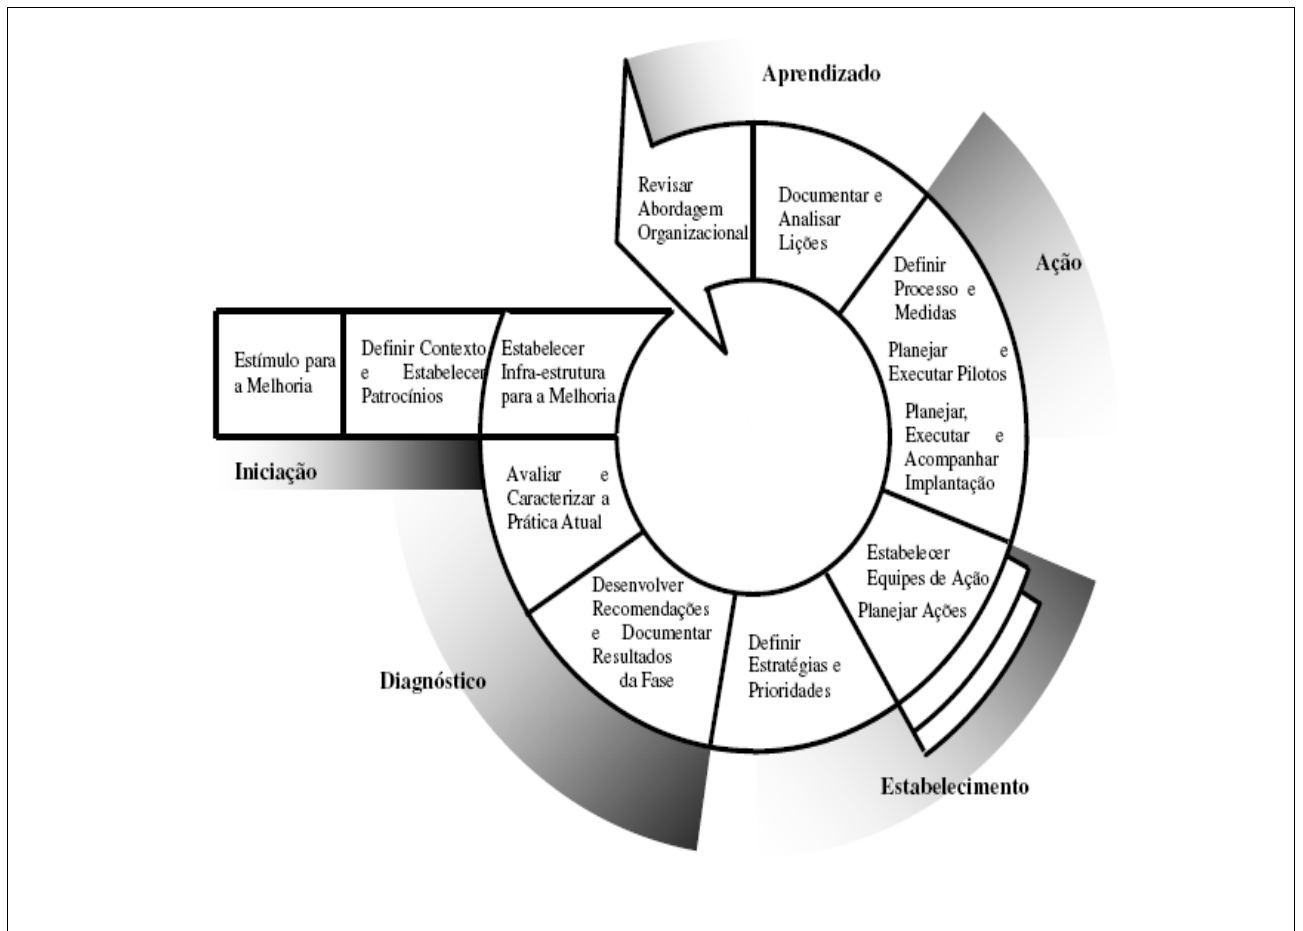 Aprendizado
Revisar
Abordagem
Organizacional
Documentar e
Analisar
Lições
Ação
Definir
Processo e
Medidas
Planejar e
Executar Pilotos
Planejar,
Executar e
Acompanhar
Implantação
Estímulo para
a Melhoria
Definir Contexto
e Estabelecer
Patrocínios
Estabelecer
Infra-estrutura
para a Melhoria
Iniciação
Avaliar e
Caracterizar a
Prática Atual
Desenvolver
Recomendações
e Documentar
Resultados
da Fase
Diagnóstico
Definir
Estratégias e
Prioridades
Estabelecer
Equipes de Ação
Planejar Ações
Estabelecimento